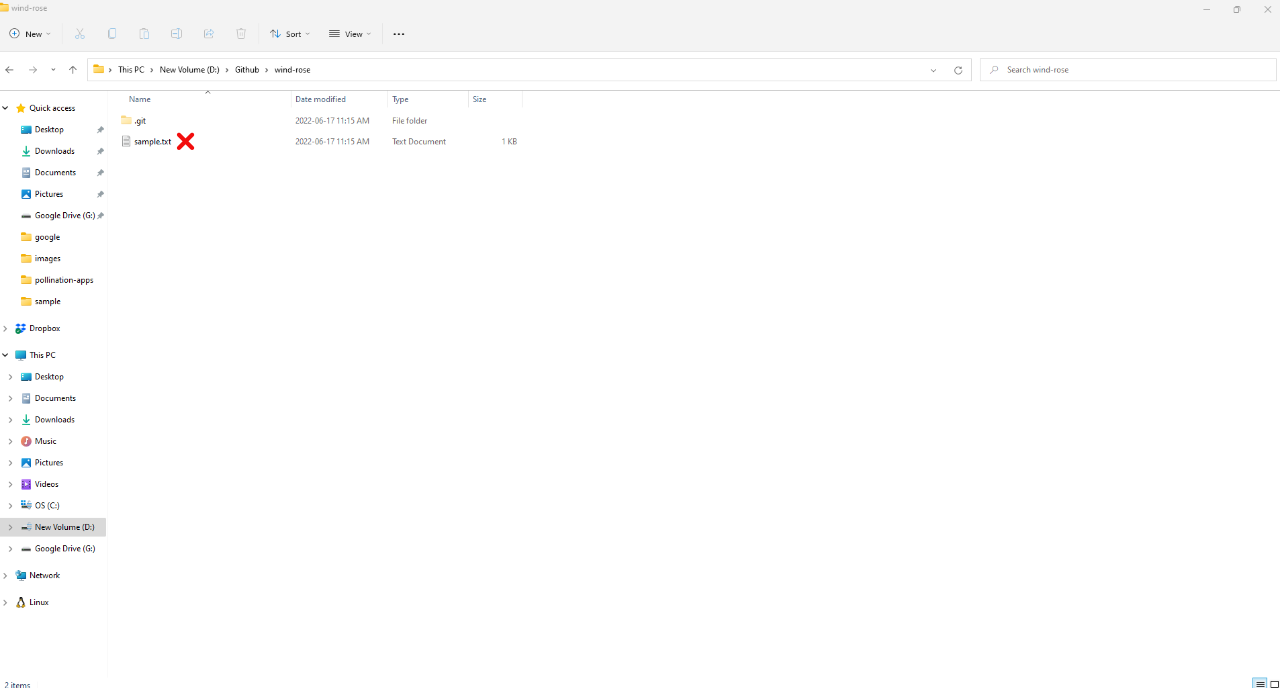 wind-rose
New Sort View
This PC New Volume (D:) Github wind-rose Search wind-rose
Name Date modified Type Size
.git 2022-06-17 11:15 AM File folder
sample.txt 2022-06-17 11:15 AM Text Document 1 KB
Quick access
Desktop
Downloads
Documents
Pictures
Google Drive (G:)
google
images
pollination-apps
sample
Dropbox
This PC
Desktop
Documents
Downloads
Music
Pictures
Videos
OS (C:)
New Volume (D:)
Google Drive (G:)
Network
Linux
2 items